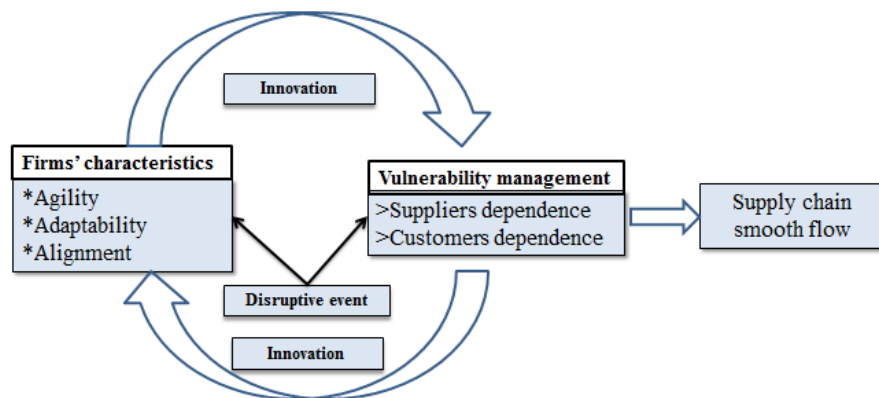 Innovation
Firms’ characteristics
*Agility
*Adaptability
*Alignment
Vulnerability management
>Suppliers dependence
>Customers dependence
Supply chain
smooth flow
Disruptive event
Innovation